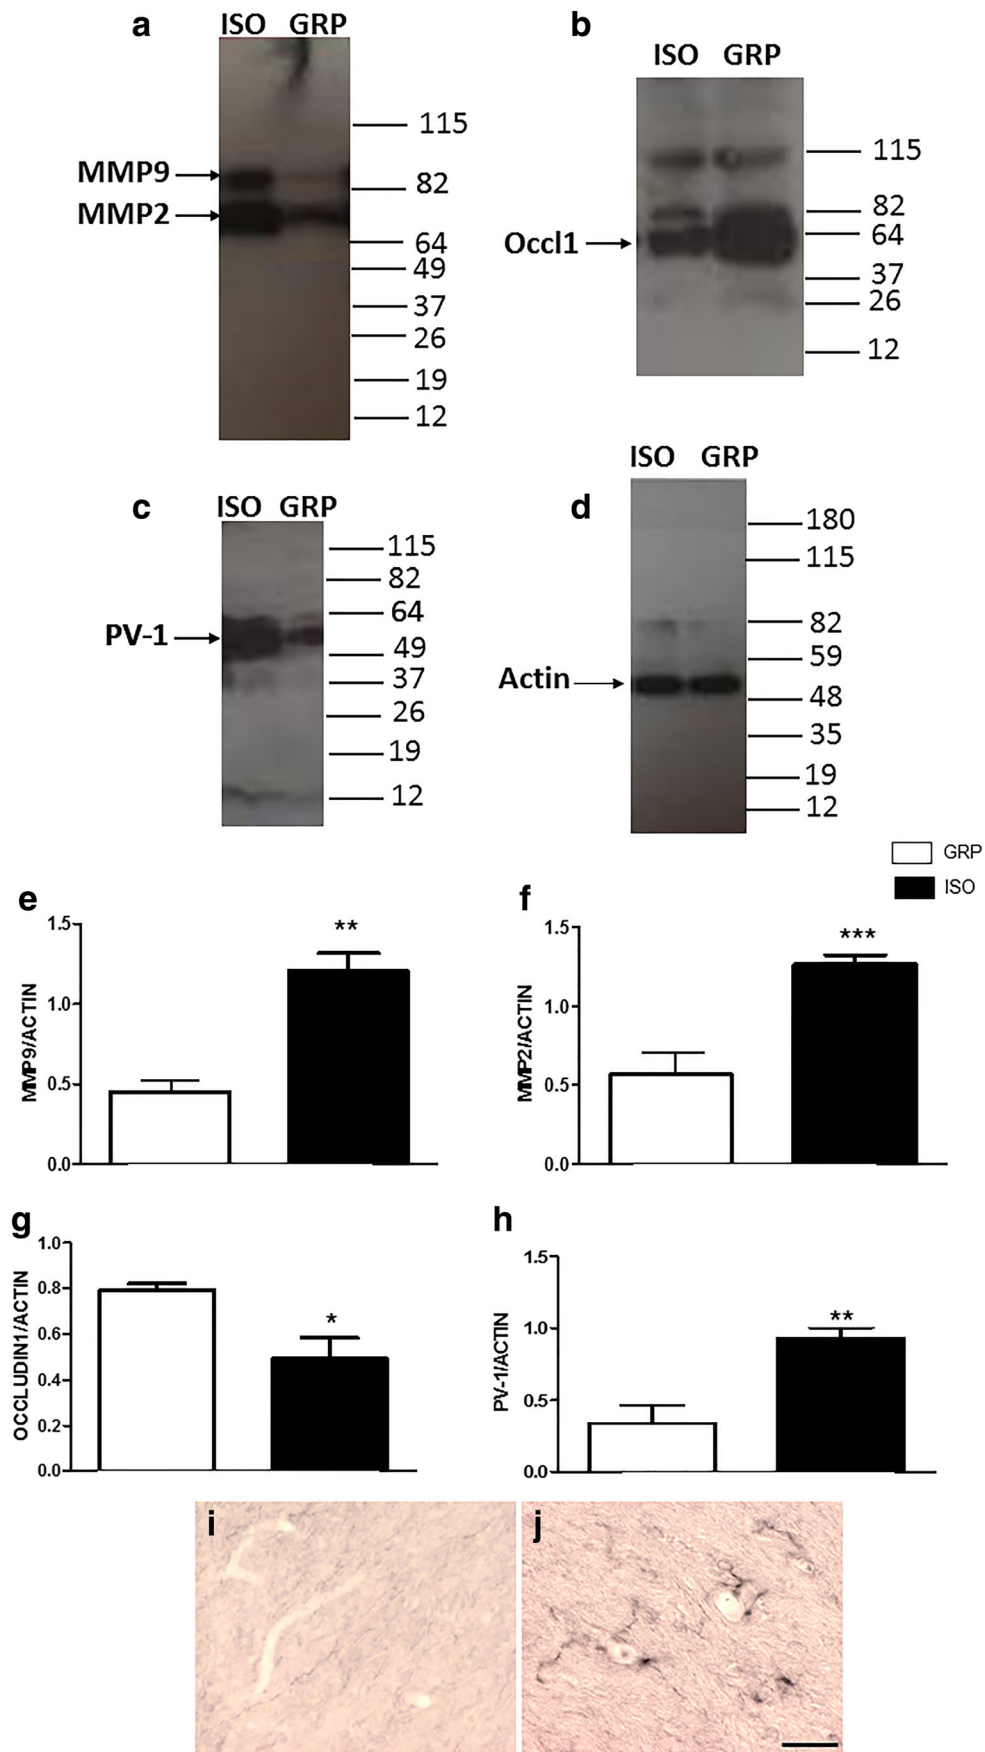 a
ISO GRP
MMP9
MMP2
115
82
64
49
37
26
19
12
b
ISO GRP
Occl1
115
82
64
37
26
12
c
ISO GRP
PV-1
115
82
64
49
37
26
19
12
d
ISO GRP
Actin
180
115
82
59
48
35
19
12
GRP
ISO
e
MMP9/ACTIN
1.5
1.0
0.5
0.0
**
f
MMP2/ACTIN
1.5
1.0
0.5
0.0
***
g
OCCLUDIN1/ACTIN
1.0
0.8
0.6
0.4
0.2
0.0
*
h
PV-1/ACTIN
1.5
1.0
0.5
0.0
**
i
j